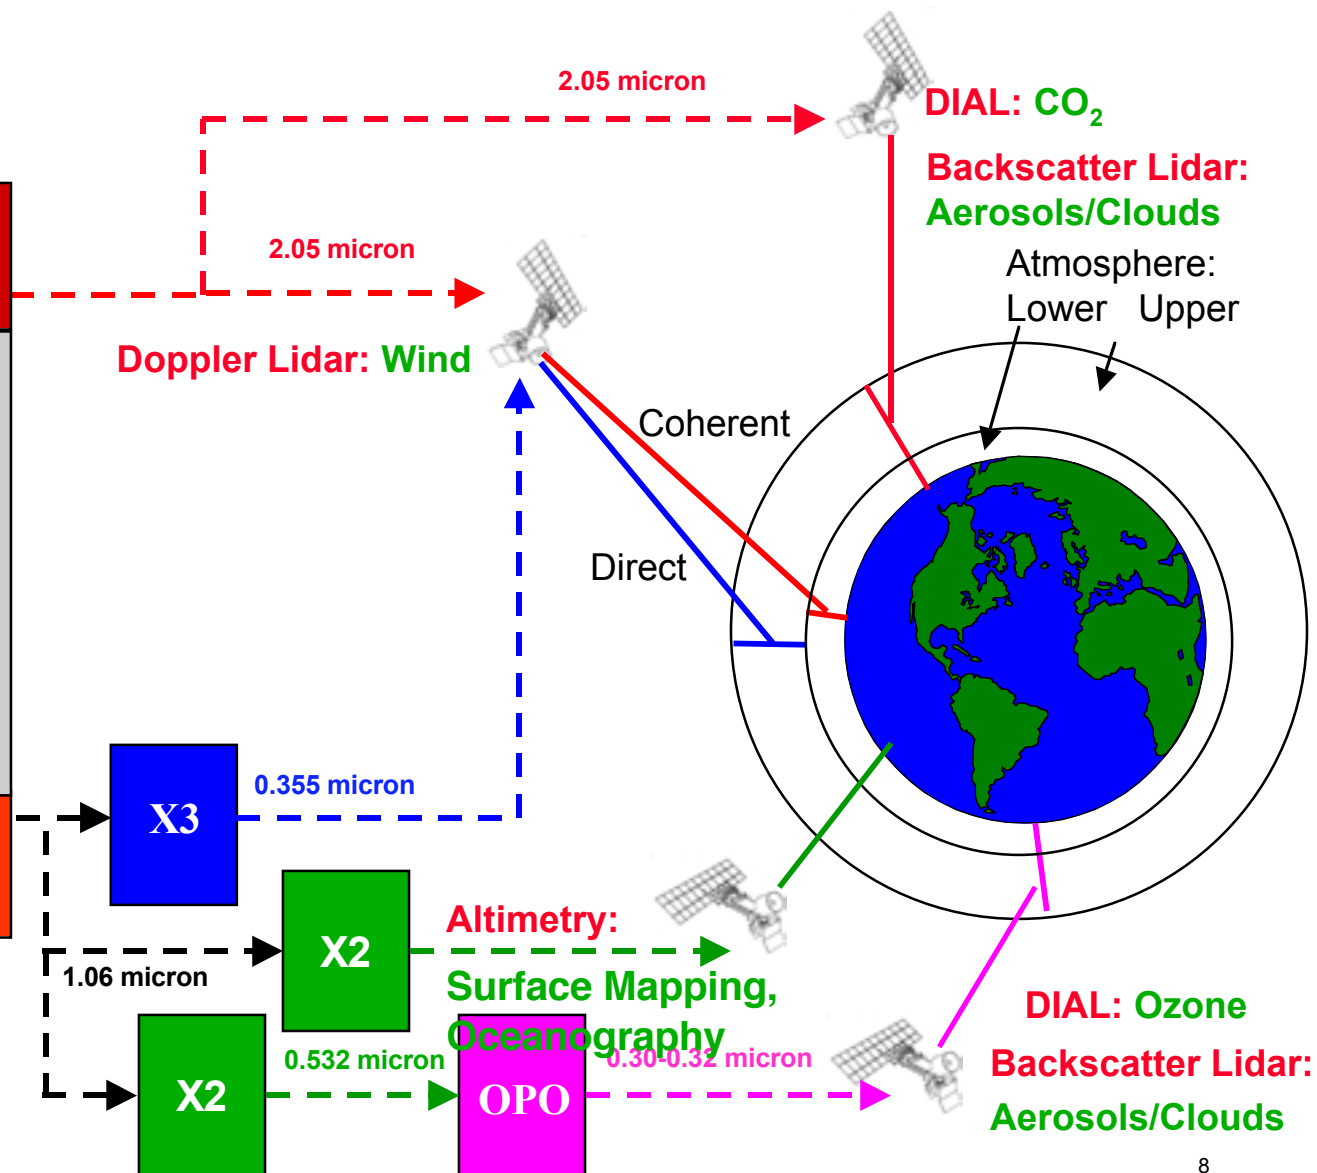 2.05 micron
DIAL: CO₂
Backscatter Lidar:
Aerosols/Clouds
2.05 micron
Atmosphere:
Lower Upper
Doppler Lidar: Wind
Coherent
Direct
0.355 micron
X3
Altimetry:
X2
1.06 micron
Surface Mapping,
Oceanography
DIAL: Ozone
0.532 micron
0.30-0.32 micron
Backscatter Lidar:
X2
OPO
Aerosols/Clouds
8